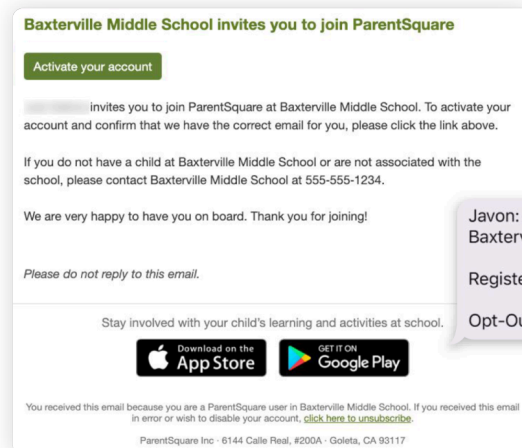 Baxterville Middle School invites you to join ParentSquare
Activate your account
invites you to join ParentSquare at Baxterville Middle School. To activate your
account and confirm that we have the correct email for you, please click the link above.
If you do not have a child at Baxterville Middle School or are not associated with the
school, please contact Baxterville Middle School at 555-555-1234.
We are very happy to have you on board. Thank you for joining!
Please do not reply to this email.
Javon:
Baxterv
Registe
Opt-Ou
Stay involved with your child's learning and activities at school.
Download on the
App Store
GET IT ON
Google Play
You received this email because you are a ParentSquare user in Baxterville Middle School. If you received this email
in error or wish to disable your account, click here to unsubscribe.
ParentSquare Inc · 6144 Calle Real, #200A · Goleta, CA 93117